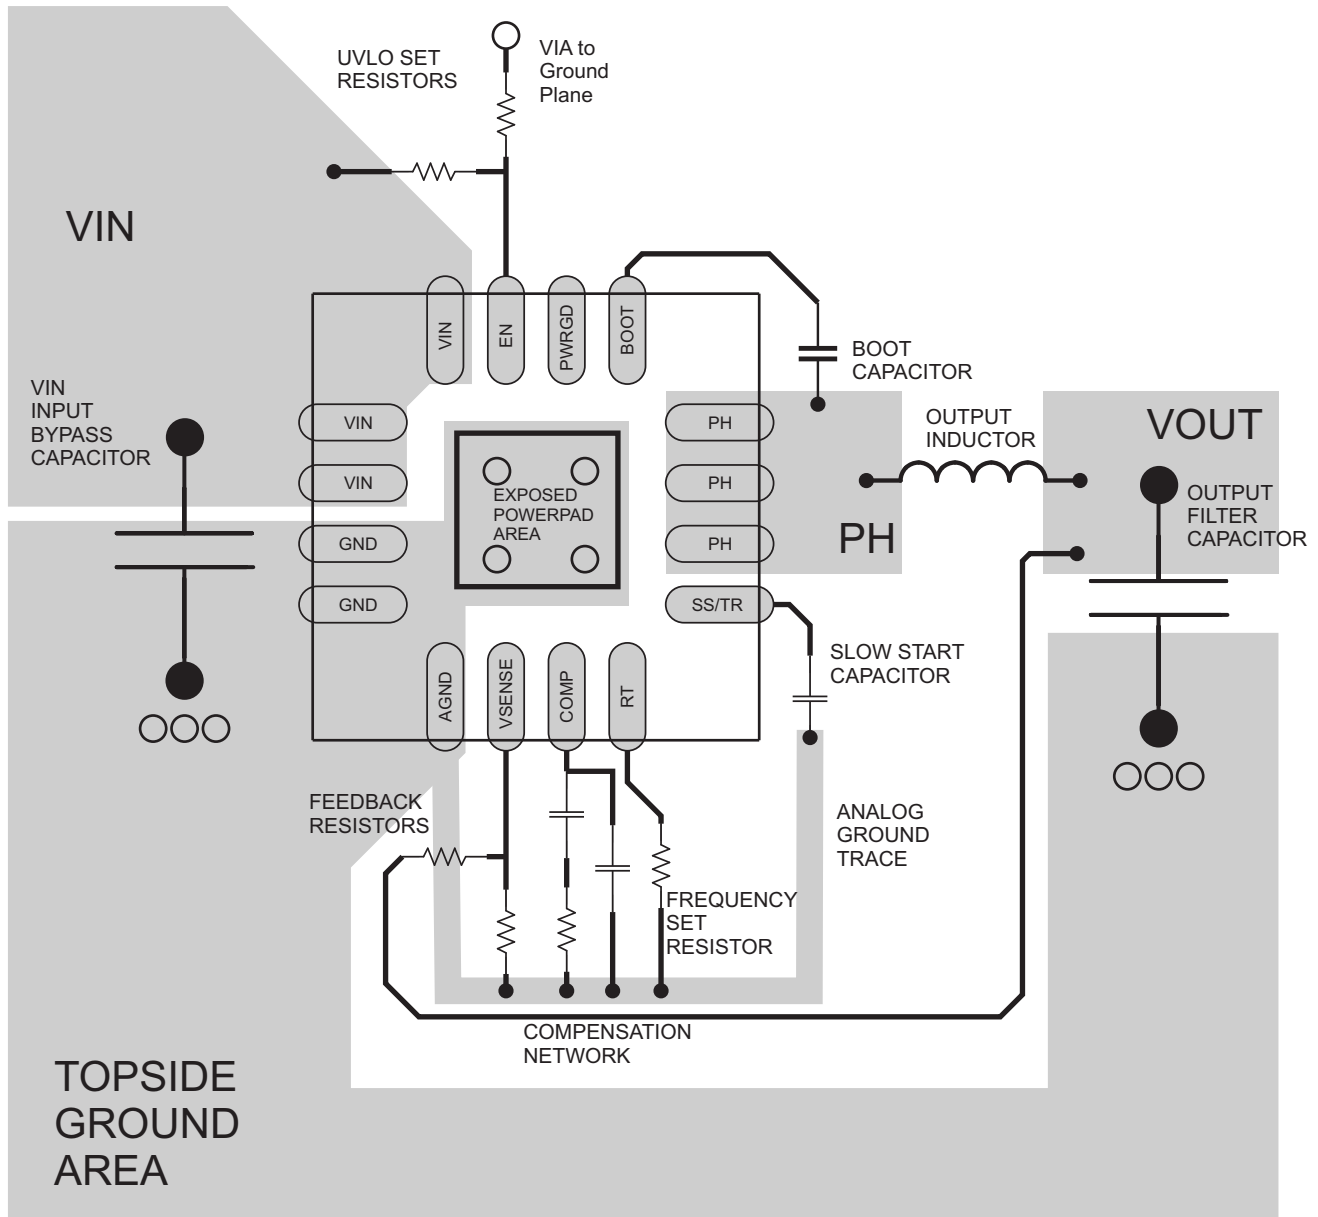 UVLO SET
RESISTORS
VIA to
Ground
Plane
VIN
VIN
EN
PWRGD
BOOT
BOOT
CAPACITOR
VIN
INPUT
BYPASS
CAPACITOR
VIN
VIN
GND
GND
EXPOSED
POWERPAD
AREA
PH
PH
PH
SS/TR
PH
OUTPUT
INDUCTOR
VOUT
OUTPUT
FILTER
CAPACITOR
AGND
VSENSE
COMP
RT
SLOW START
CAPACITOR
FEEDBACK
RESISTORS
ANALOG
GROUND
TRACE
FREQUENCY
SET
RESISTOR
COMPENSATION
NETWORK
TOPSIDE
GROUND
AREA